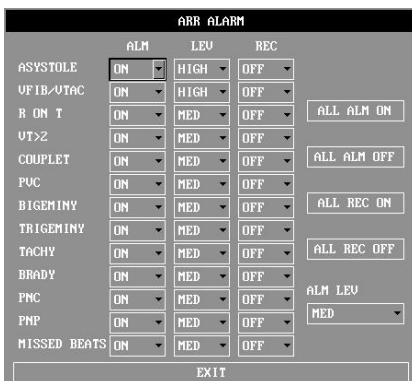 ARR ALARM
ALM LEV REC
ASYSTOLE ON HIGH OFF
VFIB/VTAC ON HIGH OFF
R ON T ON MED OFF ALL ALM ON
VT>2 ON MED OFF
COUPLET ON MED OFF ALL ALM OFF
PVC ON MED OFF
BIGEMINY ON MED OFF ALL REC ON
TRIGEMINY ON MED OFF
TACHY ON MED OFF ALL REC OFF
BRADY ON MED OFF
PNC ON MED OFF ALM LEV
PNP ON MED OFF MED
MISSED BEATS ON MED OFF
EXIT